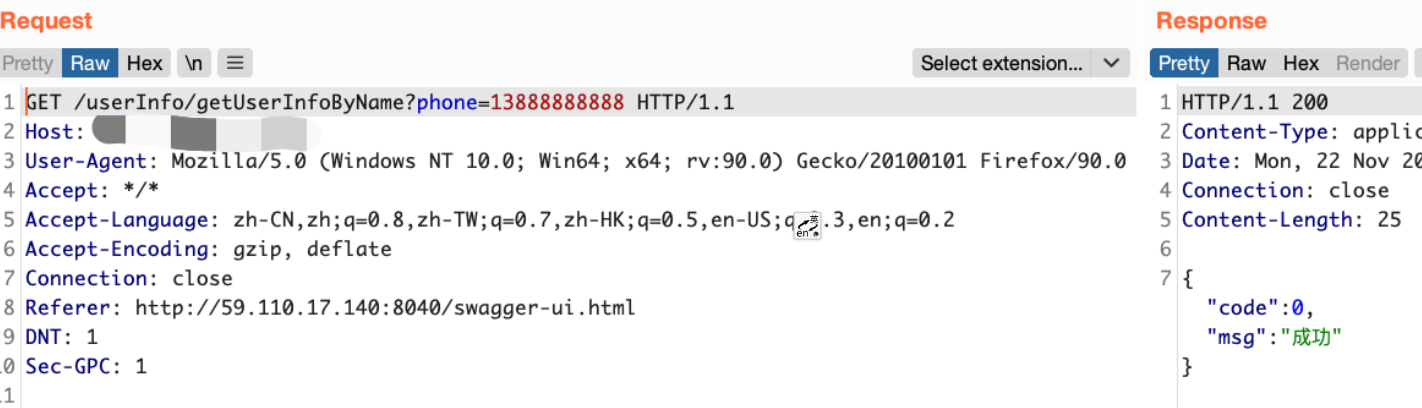 Request
Pretty Raw Hex \n Select extension...
1 GET /userInfo/getUserInfoByName?phone=13888888888 HTTP/1.1
2 Host:
3 User-Agent: Mozilla/5.0 (Windows NT 10.0; Win64; x64; rv:90.0) Gecko/20100101 Firefox/90.0
4 Accept: */*
5 Accept-Language: zh-CN,zh;q=0.8,zh-TW;q=0.7,zh-HK;q=0.5,en-US;q .3,en;q=0.2
6 Accept-Encoding: gzip, deflate
7 Connection: close
8 Referer: http://59.110.17.140:8040/swagger-ui.html
9 DNT: 1
0 Sec-GPC: 1
1
Response
Pretty Raw Hex Render
1 HTTP/1.1 200
2 Content-Type: applic
3 Date: Mon, 22 Nov 20
4 Connection: close
5 Content-Length: 25
6
7 {
"code":0,
"msg":"成功"
}